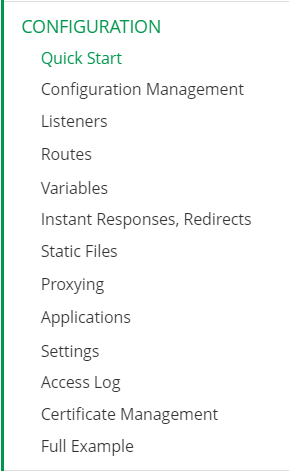 CONFIGURATION
Quick Start
Configuration Management
Listeners
Routes
Variables
Instant Responses, Redirects
Static Files
Proxying
Applications
Settings
Access Log
Certificate Management
Full Example